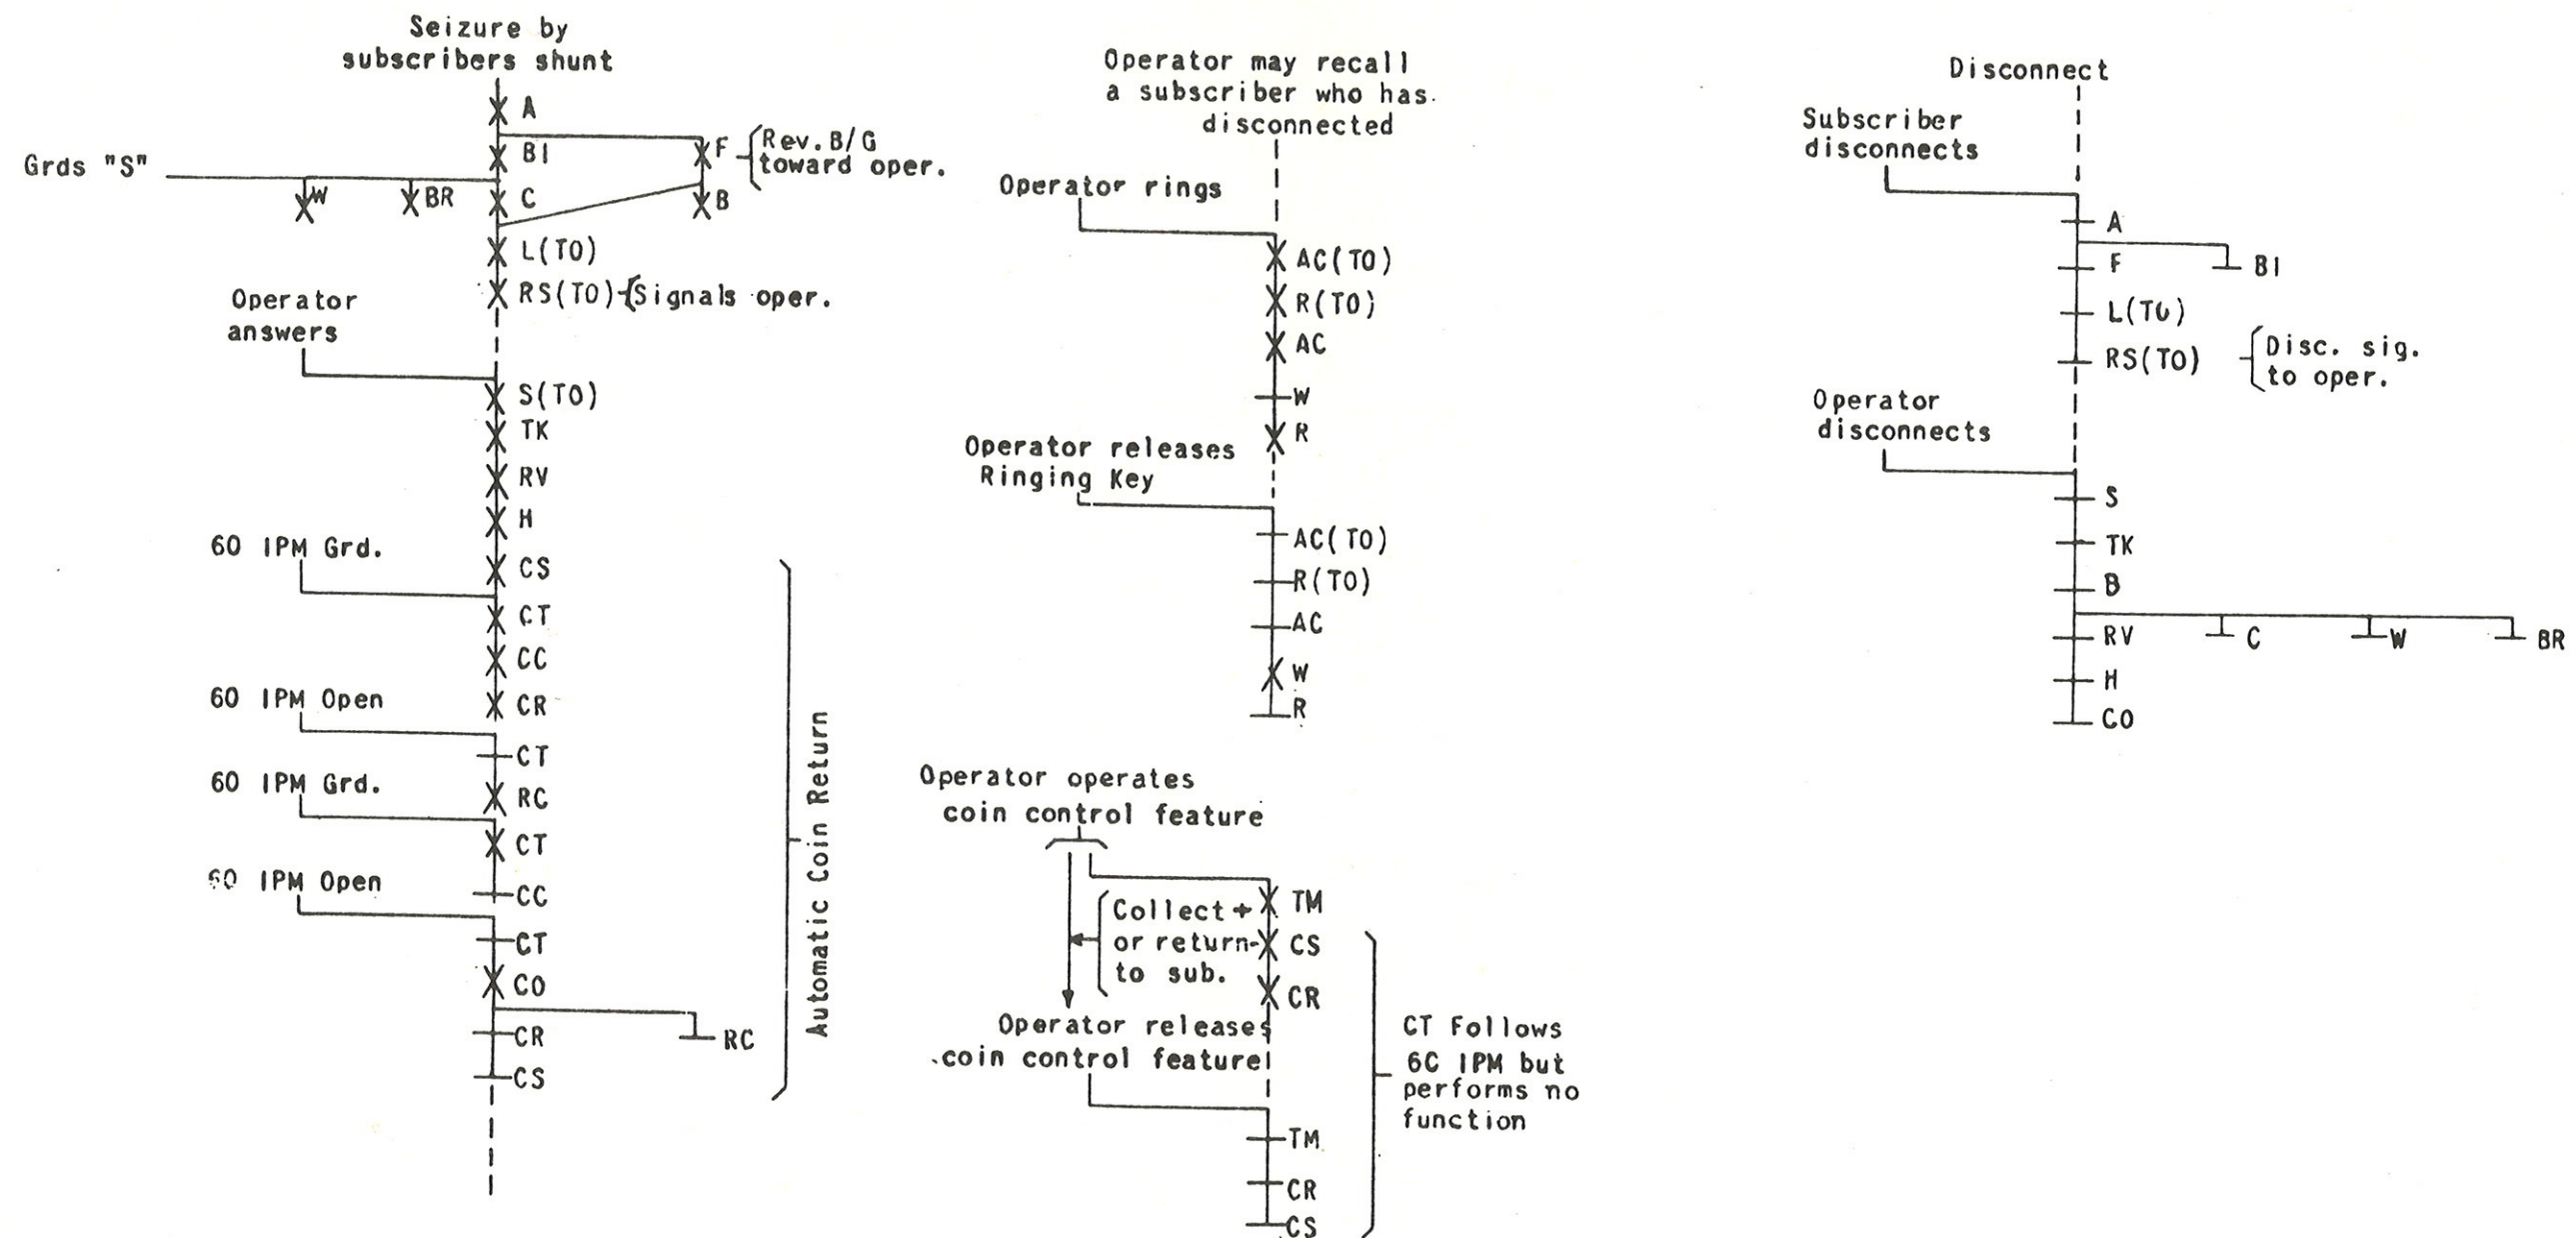 Seizure by
subscribers shunt
A
B1
F
Rev. B/G
toward oper.
Grds "S"
W
BR
C
B
L(TO)
RS(TO)
Signals oper.
Operator
answers
S(TO)
TK
RV
H
60 IPM Grd.
CS
CT
CC
60 IPM Open
CR
CT
60 IPM Grd.
RC
CT
60 IPM Open
CC
CT
CO
CR
RC
CS
Automatic Coin Return
Operator may recall
a subscriber who has
disconnected
Operator rings
AC(TO)
R(TO)
AC
W
R
Operator releases
Ringing Key
AC(TO)
R(TO)
AC
W
R
Operator operates
coin control feature
TM
Collect +
or return-
to sub.
CS
CR
Operator releases
coin control feature
TM
CR
CS
CT Follows
6C IPM but
performs no
function
Disconnect
Subscriber
disconnects
A
F
B1
L(TO)
RS(TO)
Disc. sig.
to oper.
Operator
disconnects
S
TK
B
RV
C
W
BR
H
CO